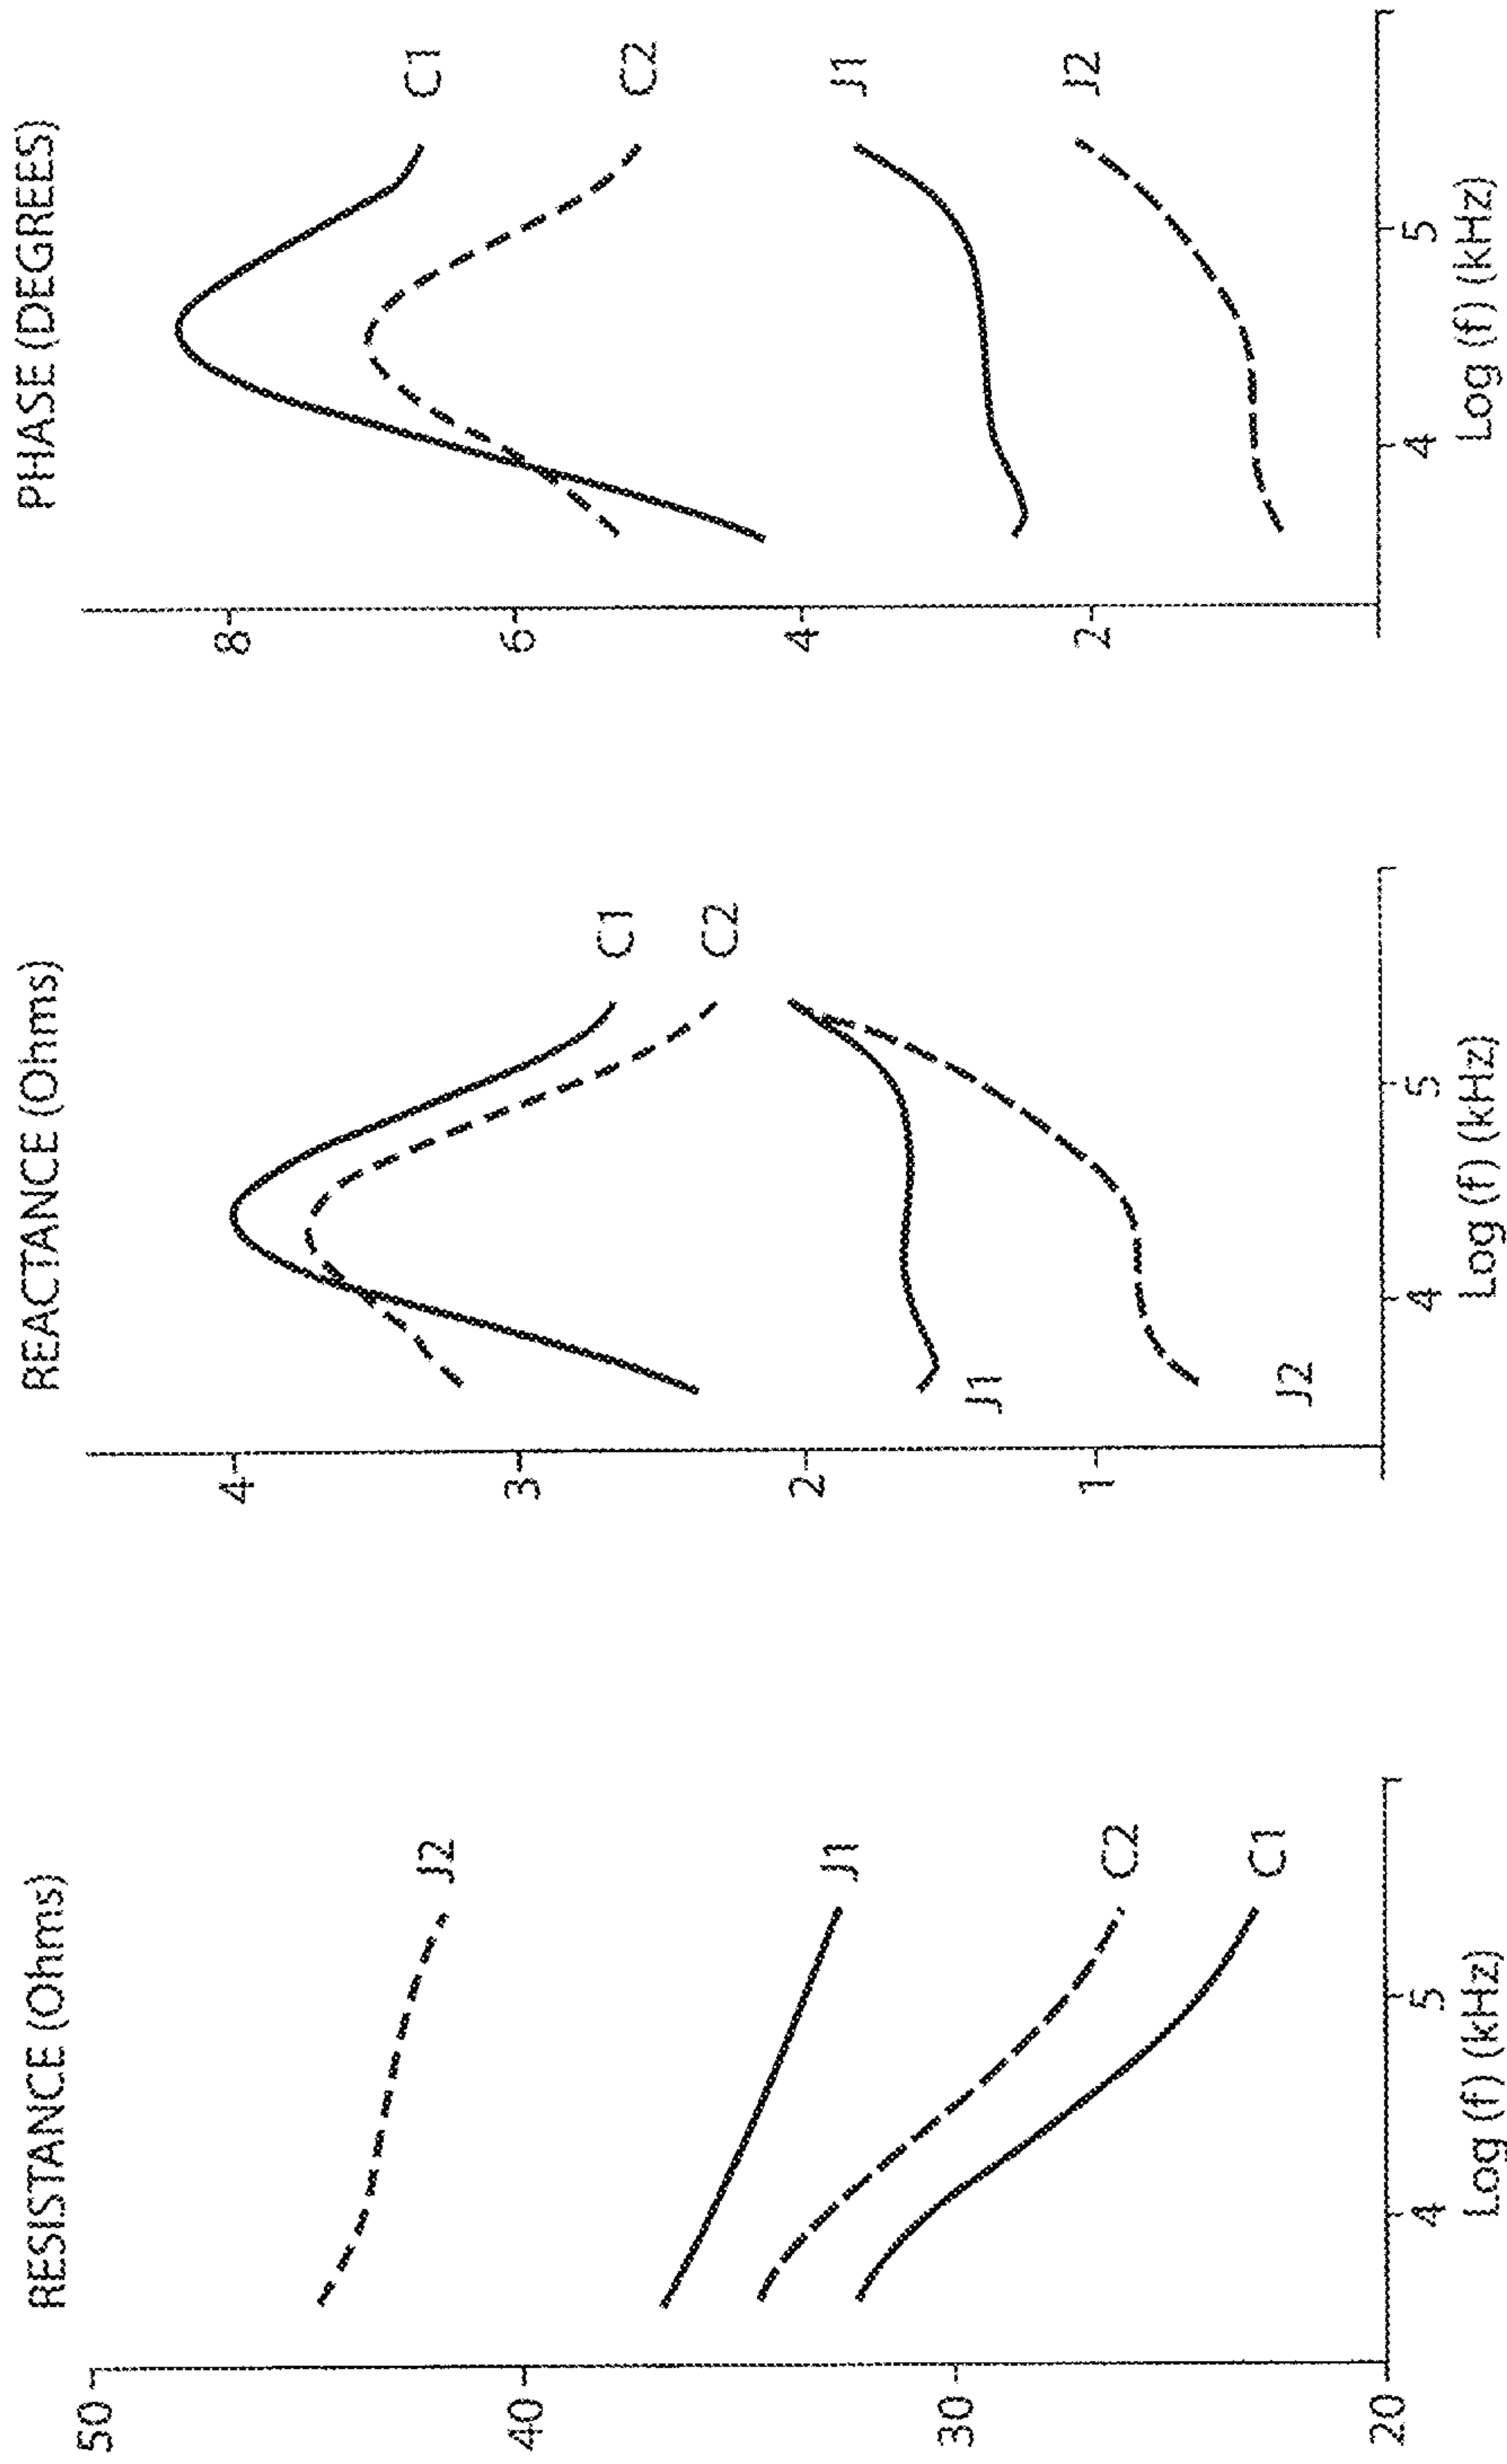 RESISTANCE (Ohms)
50
40
30
20
J2
J1
C2
C1
4
5
Log (f) (kHz)
REACTANCE (Ohms)
4
3
2
1
C1
C2
J1
J2
4
5
Log (f) (kHz)
PHASE (DEGREES)
8
6
4
2
C1
C2
J1
J2
4
5
Log (f) (kHz)